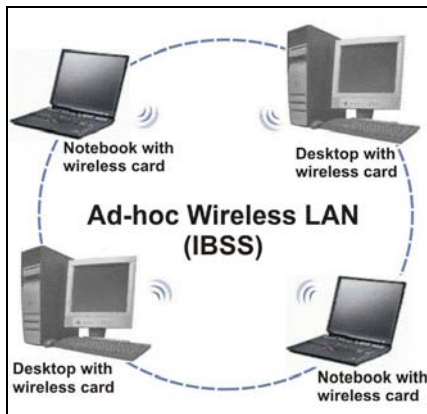 Notebook with
wireless card
Desktop with
wireless card
Ad-hoc Wireless LAN
(IBSS)
Desktop with
wireless card
Notebook with
wireless card